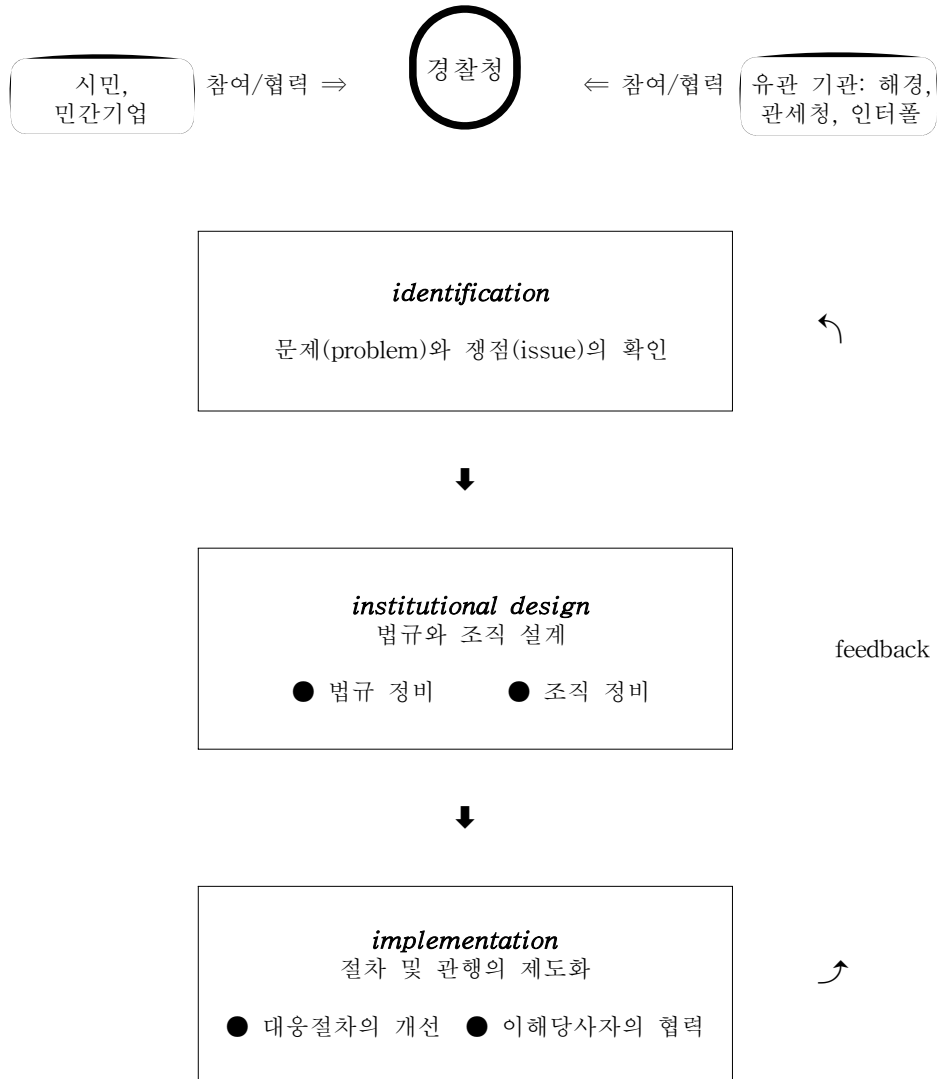 경찰청
시민,
민간기업
참여/협력 ⇒
⇐ 참여/협력
유관 기관: 해경,
관세청, 인터폴
identification
문제(problem)와 쟁점(issue)의 확인
institutional design
법규와 조직 설계
● 법규 정비 ● 조직 정비
feedback
implementation
절차 및 관행의 제도화
● 대웅절차의 개선 ● 이해당사자의 협력